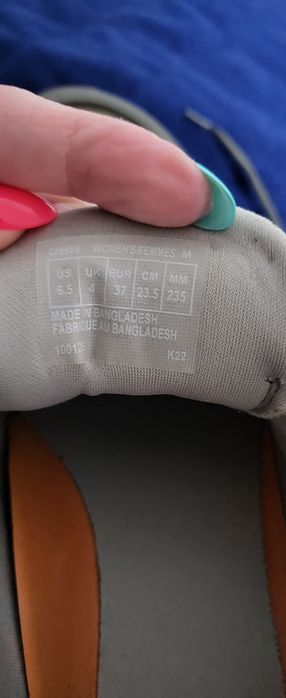 WOMEN'S/FEMMES M
US UK EUR CM MM
6.5 4 37 23.5 235
MADE IN BANGLADESH
FABRIQUE AU BANGLADESH
K22